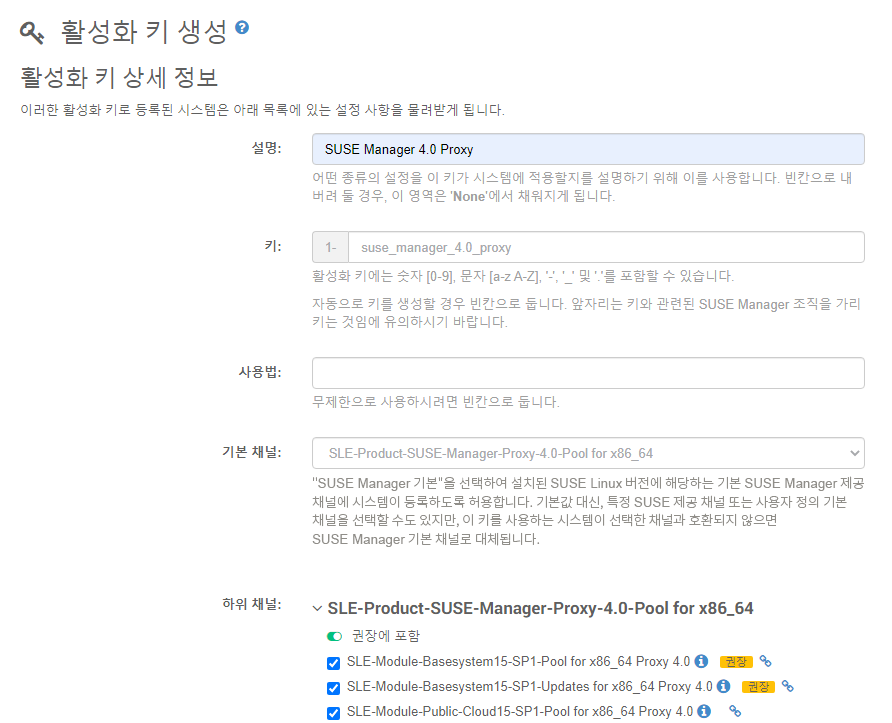 활성화 키 생성 ?
활성화 키 상세 정보
이러한 활성화 키로 등록된 시스템은 아래 목록에 있는 설정 사항을 물려받게 됩니다.
설명: SUSE Manager 4.0 Proxy
어떤 종류의 설정을 이 키가 시스템에 적용할지를 설명하기 위해 이를 사용합니다. 빈칸으로 내
버려 둘 경우, 이 영역은 'None'에서 채워지게 됩니다.
키: 1- suse_manager_4.0_proxy
활성화 키에는 숫자 [0-9], 문자 [a-z A-Z], '-', '_' 및 '.'를 포함할 수 있습니다.
자동으로 키를 생성할 경우 빈칸으로 둡니다. 앞자리는 키와 관련된 SUSE Manager 조직을 가리
키는 것임에 유의하시기 바랍니다.
사용법:
무제한으로 사용하시려면 빈칸으로 둡니다.
기본 채널: SLE-Product-SUSE-Manager-Proxy-4.0-Pool for x86_64
"SUSE Manager 기본"을 선택하여 설치된 SUSE Linux 버전에 해당하는 기본 SUSE Manager 제공
채널에 시스템이 등록하도록 허용합니다. 기본값 대신, 특정 SUSE 제공 채널 또는 사용자 정의 기본
채널을 선택할 수도 있지만, 이 키를 사용하는 시스템이 선택한 채널과 호환되지 않으면
SUSE Manager 기본 채널로 대체됩니다.
하위 채널: SLE-Product-SUSE-Manager-Proxy-4.0-Pool for x86_64
권장에 포함
SLE-Module-Basesystem15-SP1-Pool for x86_64 Proxy 4.0 i 권장
SLE-Module-Basesystem15-SP1-Updates for x86_64 Proxy 4.0 i 권장
SLE-Module-Public-Cloud15-SP1-Pool for x86_64 Proxy 4.0 i